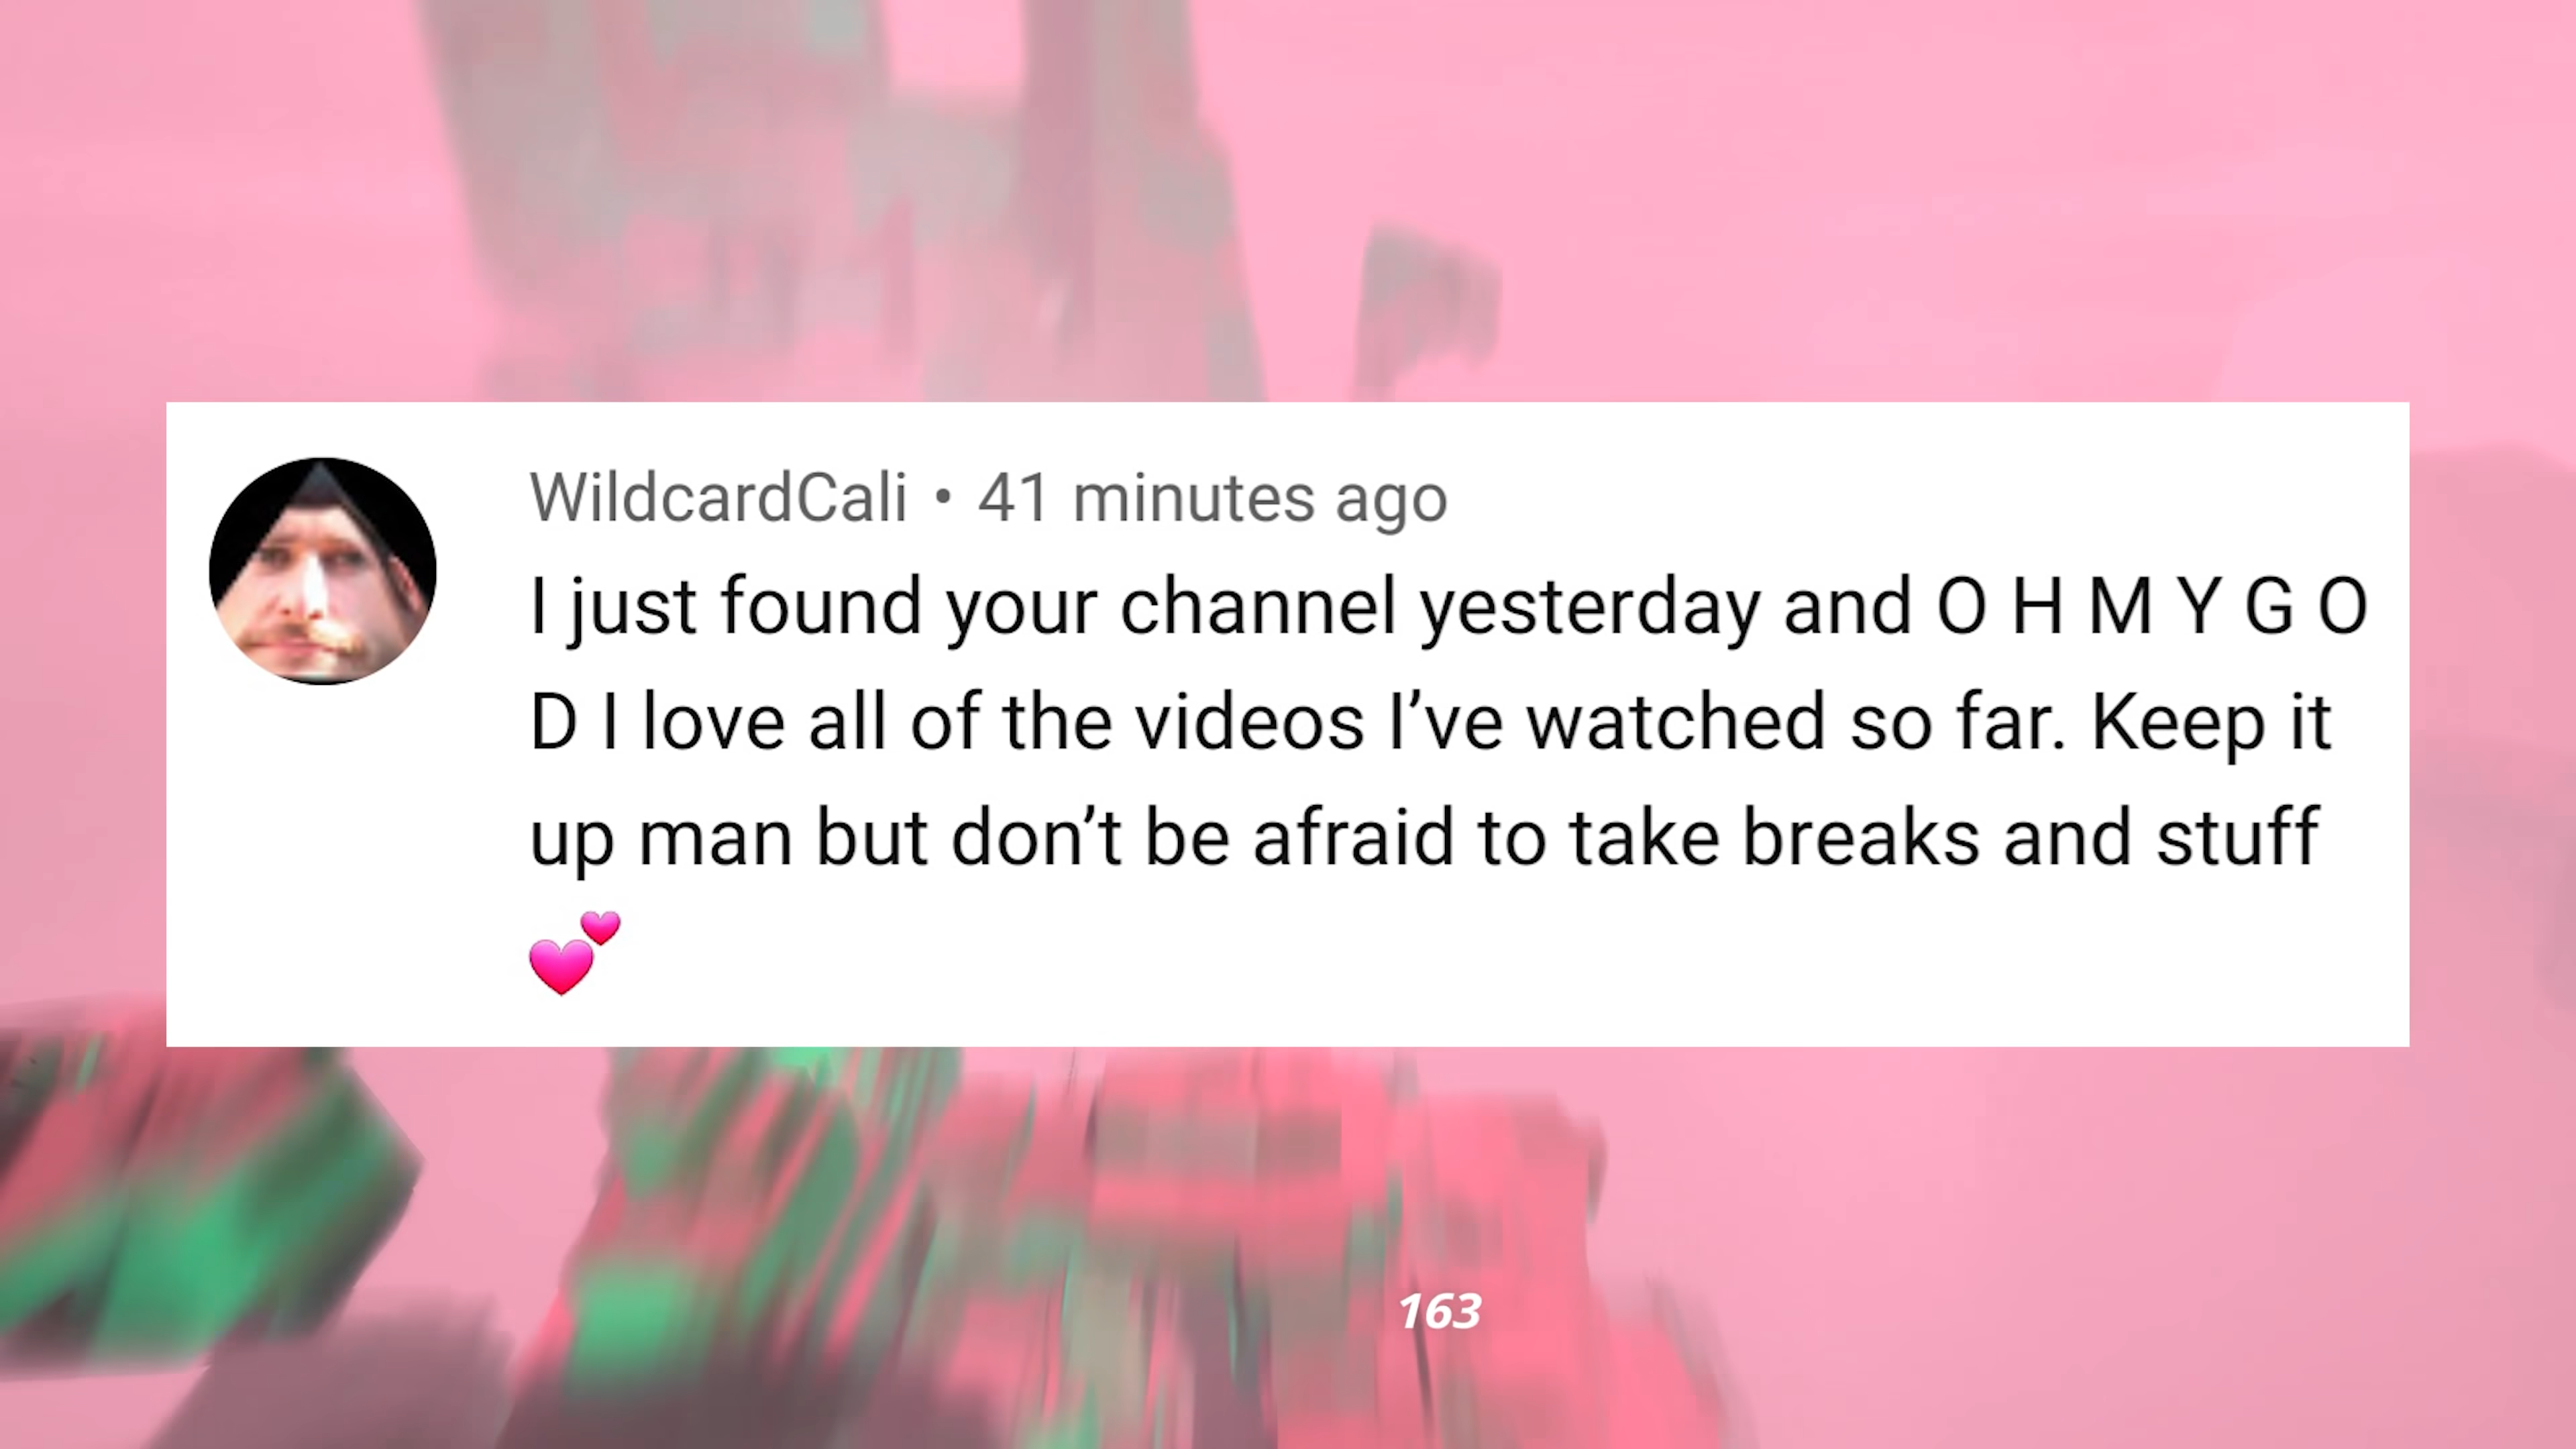 WildcardCali • 41 minutes ago
I just found your channel yesterday and O H M Y G O
D I love all of the videos I’ve watched so far. Keep it
up man but don’t be afraid to take breaks and stuff
💕
163